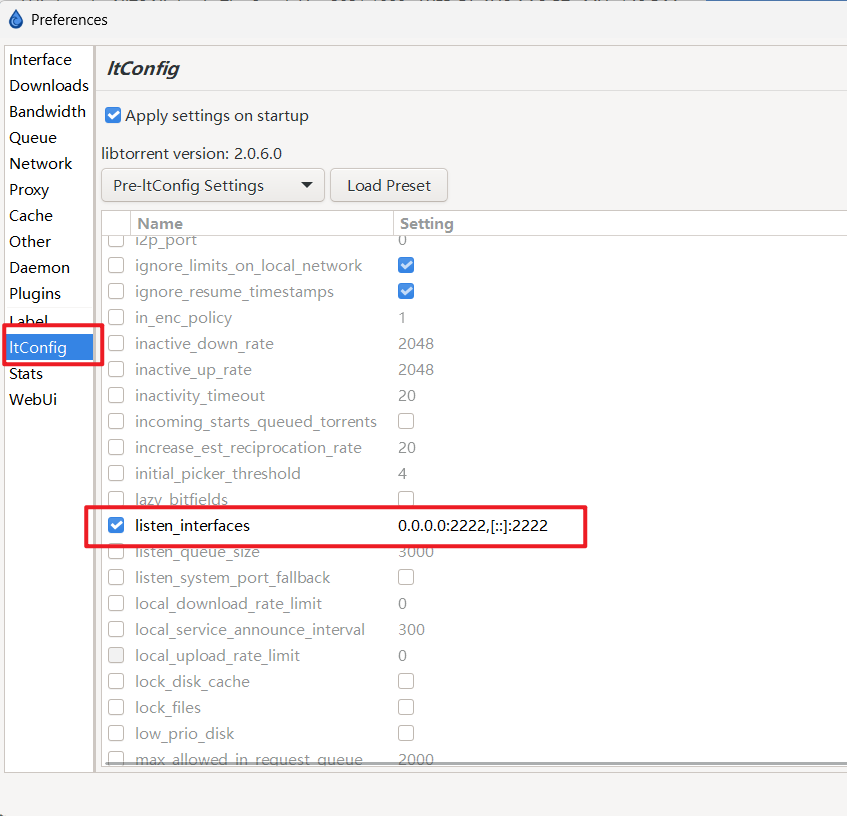 Preferences
Interface
Downloads
Bandwidth
Queue
Network
Proxy
Cache
Other
Daemon
Plugins
Label
ltConfig
Stats
WebUi
ltConfig
Apply settings on startup
libtorrent version: 2.0.6.0
Pre-ltConfig Settings
Load Preset
Name Setting
i2p_port 0
ignore_limits_on_local_network
ignore_resume_timestamps
in_enc_policy 1
inactive_down_rate 2048
inactive_up_rate 2048
inactivity_timeout 20
incoming_starts_queued_torrents
increase_est_reciprocation_rate 20
initial_picker_threshold 4
lazy_bitfields
listen_interfaces 0.0.0.0:2222,[::]:2222
listen_queue_size 3000
listen_system_port_fallback
local_download_rate_limit 0
local_service_announce_interval 300
local_upload_rate_limit 0
lock_disk_cache
lock_files
low_prio_disk
max_allowed_in_request_queue 2000